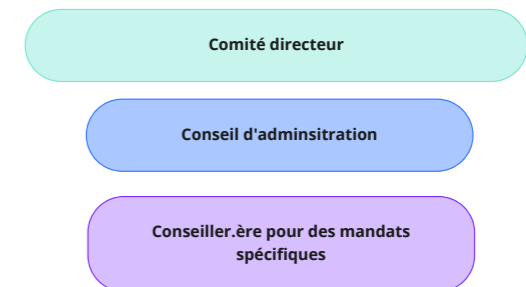 Comité directeur
Conseil d'adminsitration
Conseiller.ère pour des mandats
spécifiques